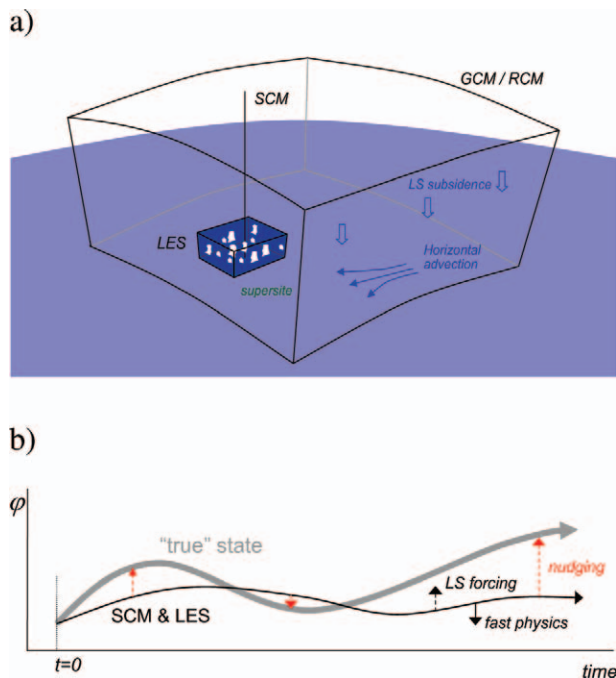 a)
GCM / RCM
SCM
LS subsidence
LES
Horizontal
advection
supersite
b)
φ
"true" state
nudging
LS forcing
SCM & LES
fast physics
t=0
time